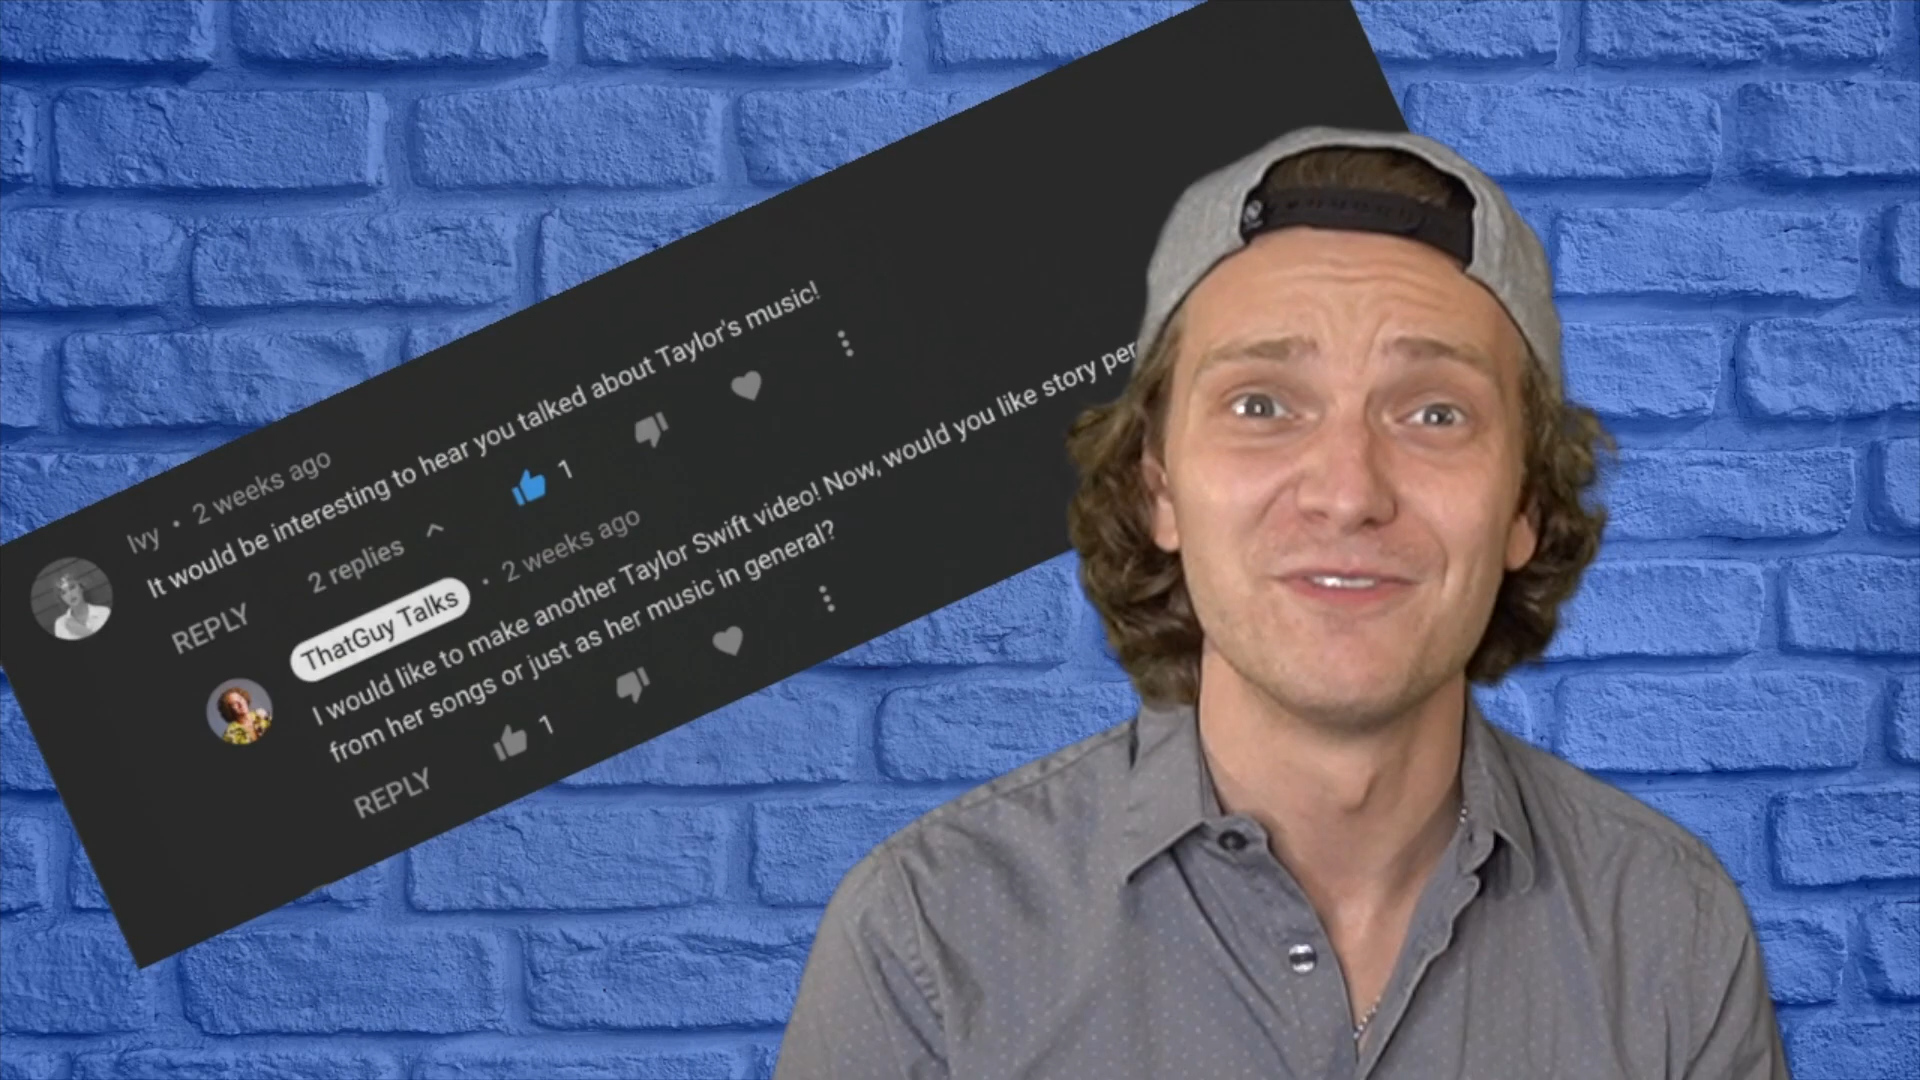 Ivy • 2 weeks ago
It would be interesting to hear you talked about Taylor's music!
REPLY 2 replies 1
ThatGuy Talks • 2 weeks ago
I would like to make another Taylor Swift video! Now, would you like story
from her songs or just as her music in general?
REPLY 1